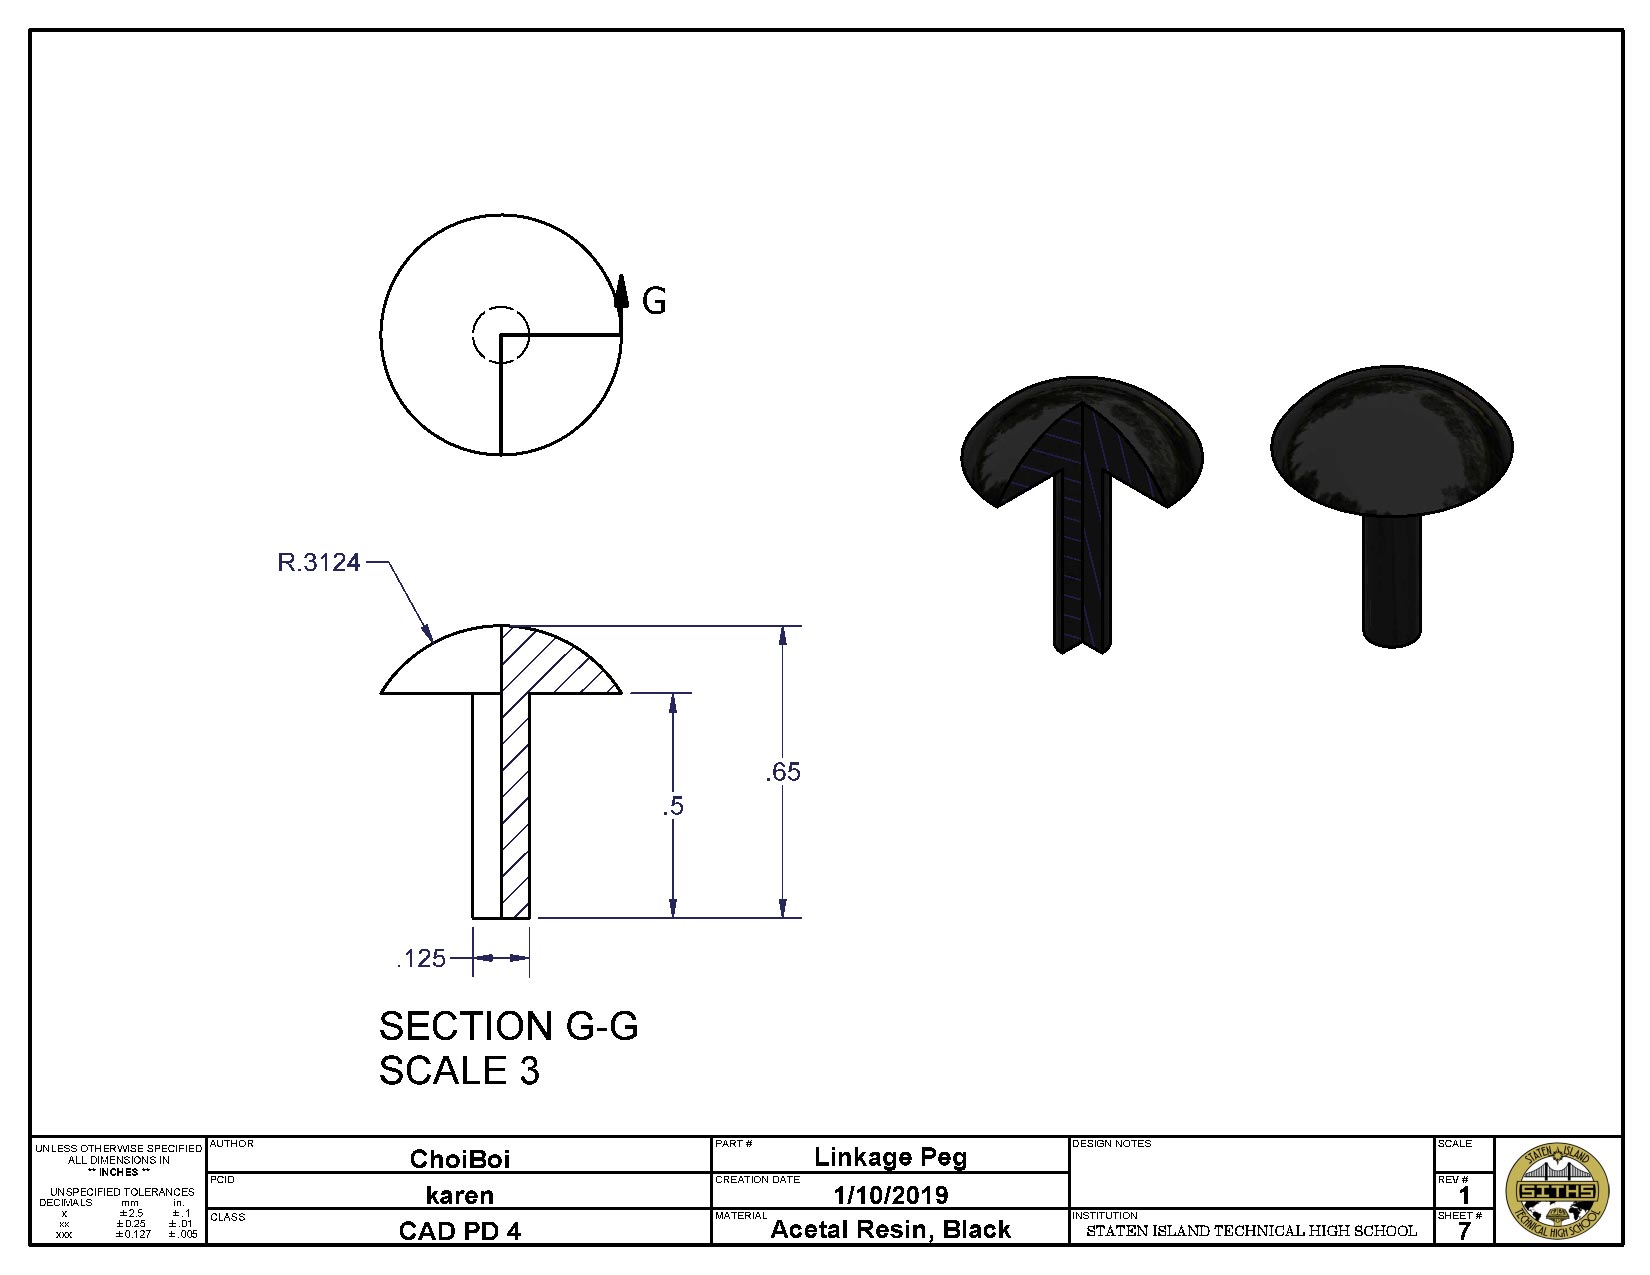 G
R.3124
.65
.5
.125
SECTION G-G
SCALE 3
UNLESS OTHERWISE SPECIFIED
ALL DIMENSIONS IN
** INCHES **
UNSPECIFIED TOLERANCES
DECIMALS mm in.
x ±2.5 ±.1
xx ±0.25 ±.01
xxx ±0.127 ±.005
AUTHOR
ChoiBoi
PCID
karen
CLASS
CAD PD 4
PART #
Linkage Peg
CREATION DATE
1/10/2019
MATERIAL
Acetal Resin, Black
DESIGN NOTES
INSTITUTION
STATEN ISLAND TECHNICAL HIGH SCHOOL
SCALE
REV #
1
SHEET #
7
STATEN ISLAND
SITHS
TECHNICAL HIGH SCHOOL